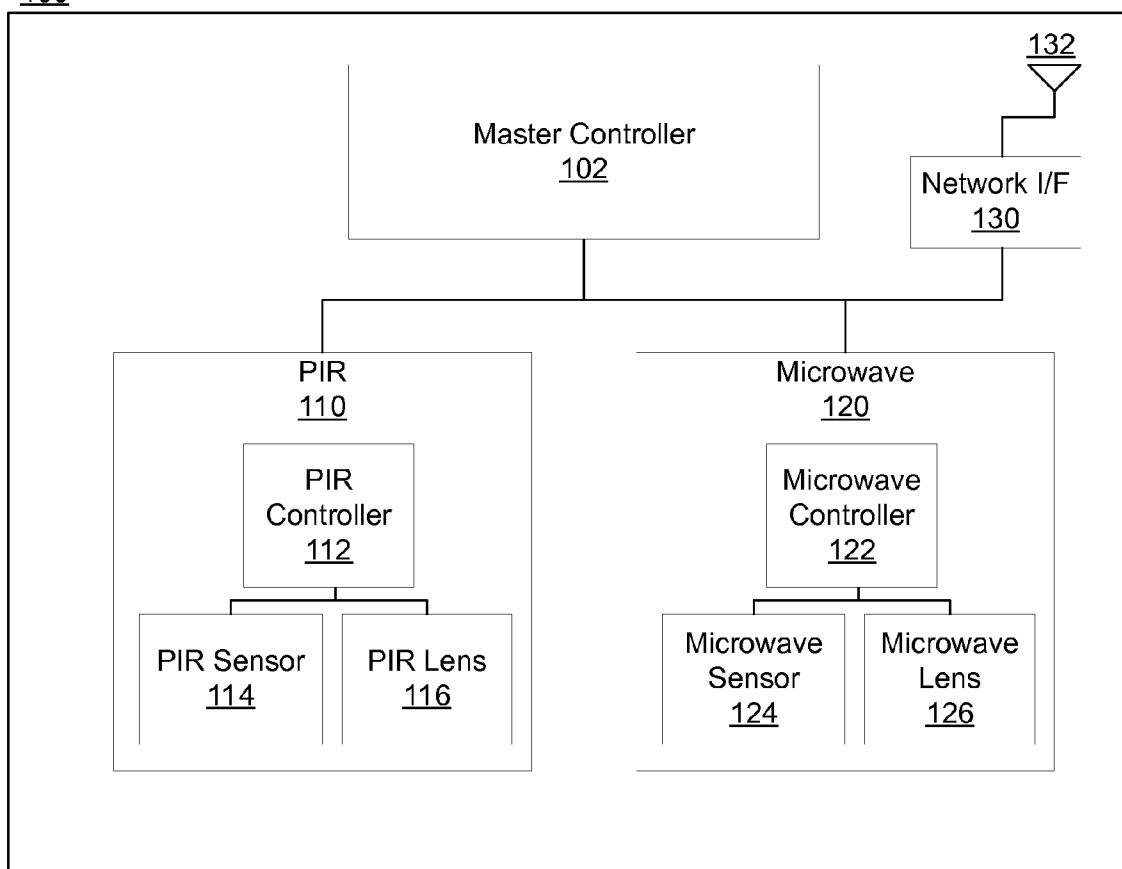 132
Master Controller
102
Network I/F
130
PIR
110
Microwave
120
PIR
Controller
112
Microwave
Controller
122
PIR Sensor
114
PIR Lens
116
Microwave
Sensor
124
Microwave
Lens
126